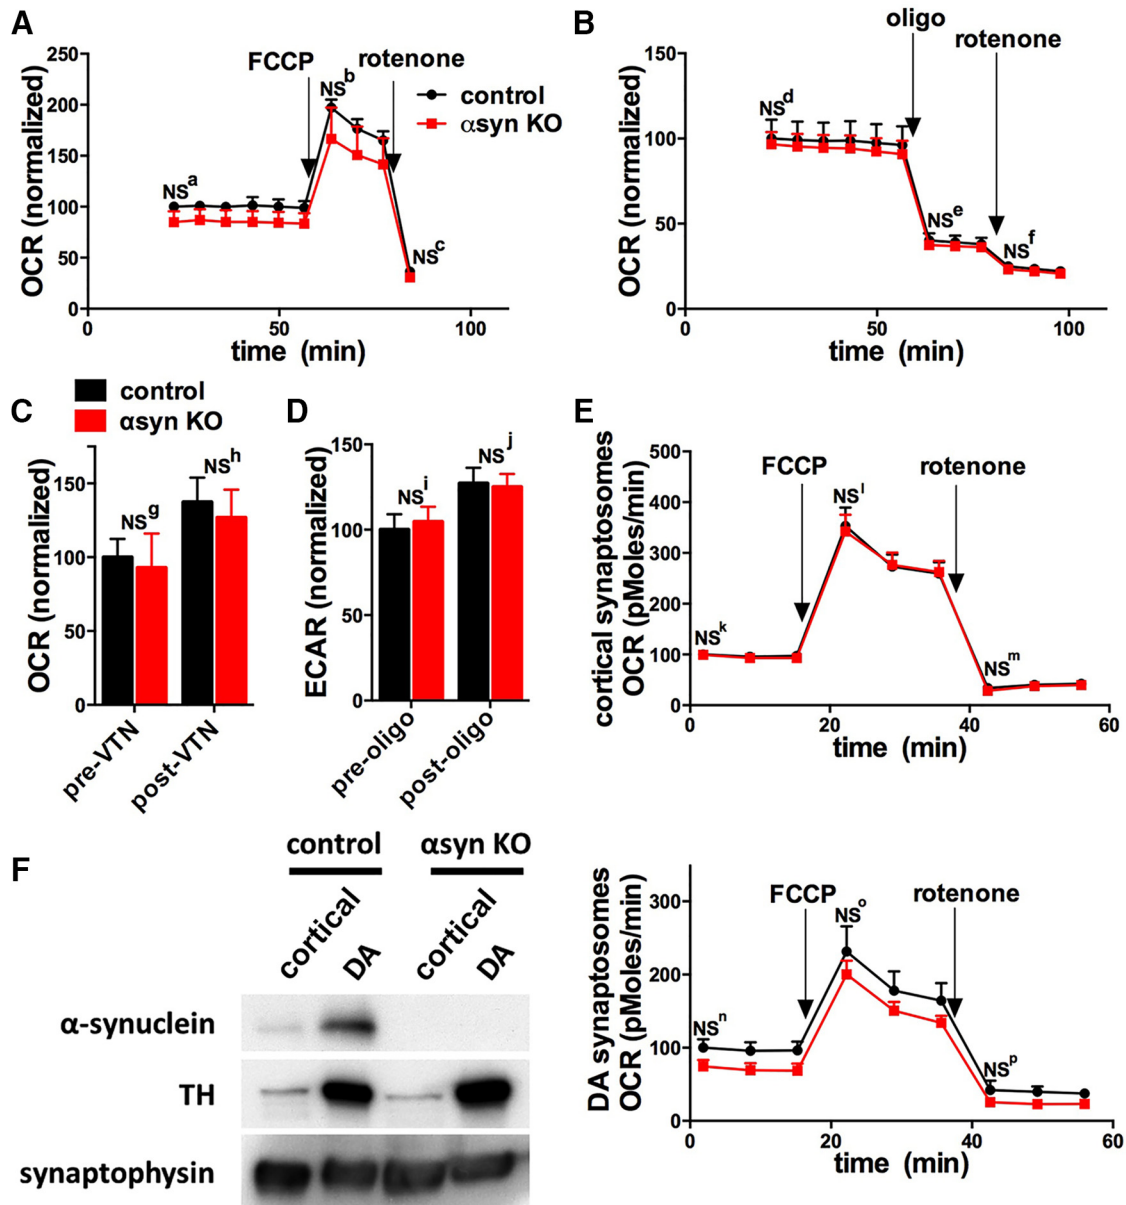 A
OCR (normalized)
250
200
150
100
50
0
0
50
100
time (min)
FCCP
rotenone
NSa
NSb
NSc
control
αsyn KO
B
OCR (normalized)
150
100
50
0
0
50
100
time (min)
oligo
rotenone
NSd
NSe
NSf
control
αsyn KO
C
OCR (normalized)
150
100
50
0
NSg
NSh
pre-VTN
post-VTN
D
ECAR (normalized)
150
100
50
0
NSi
NSj
pre-oligo
post-oligo
E
cortical synaptosomes
OCR (pMoles/min)
500
400
300
200
100
0
0
20
40
60
time (min)
FCCP
rotenone
NSk
NSl
NSm
DA synaptosomes
OCR (pMoles/min)
300
200
100
0
0
20
40
60
time (min)
FCCP
rotenone
NSn
NSo
NSp
F
control
αsyn KO
cortical
DA
cortical
DA
α-synuclein
TH
synaptophysin